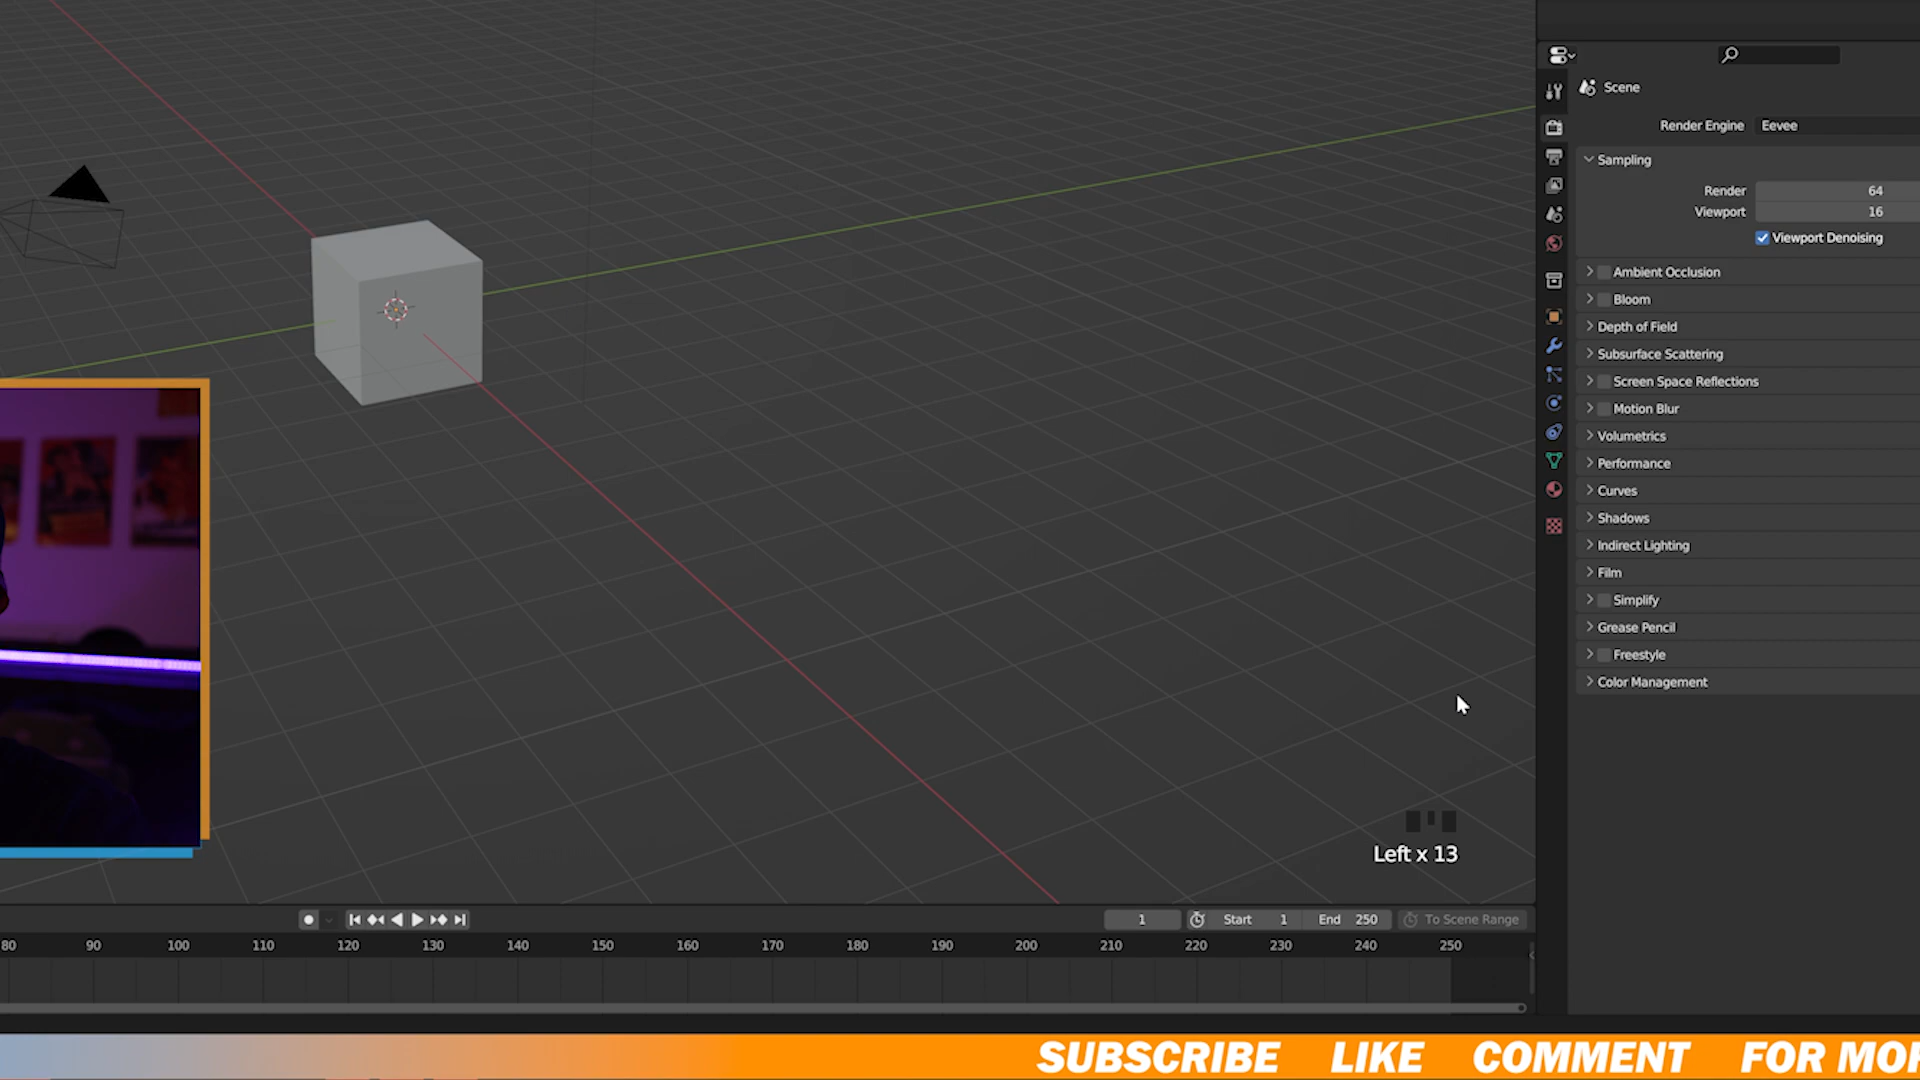 Scene
Render Engine Eevee
Sampling
Render 64
Viewport 16
Viewport Denoising
Ambient Occlusion
Bloom
Depth of Field
Subsurface Scattering
Screen Space Reflections
Motion Blur
Volumetrics
Performance
Curves
Shadows
Indirect Lighting
Film
Simplify
Grease Pencil
Freestyle
Color Management
Left x 13
1 Start 1 End 250 To Scene Range
80 90 100 110 120 130 140 150 160 170 180 190 200 210 220 230 240 250
SUBSCRIBE LIKE COMMENT FOR MOR